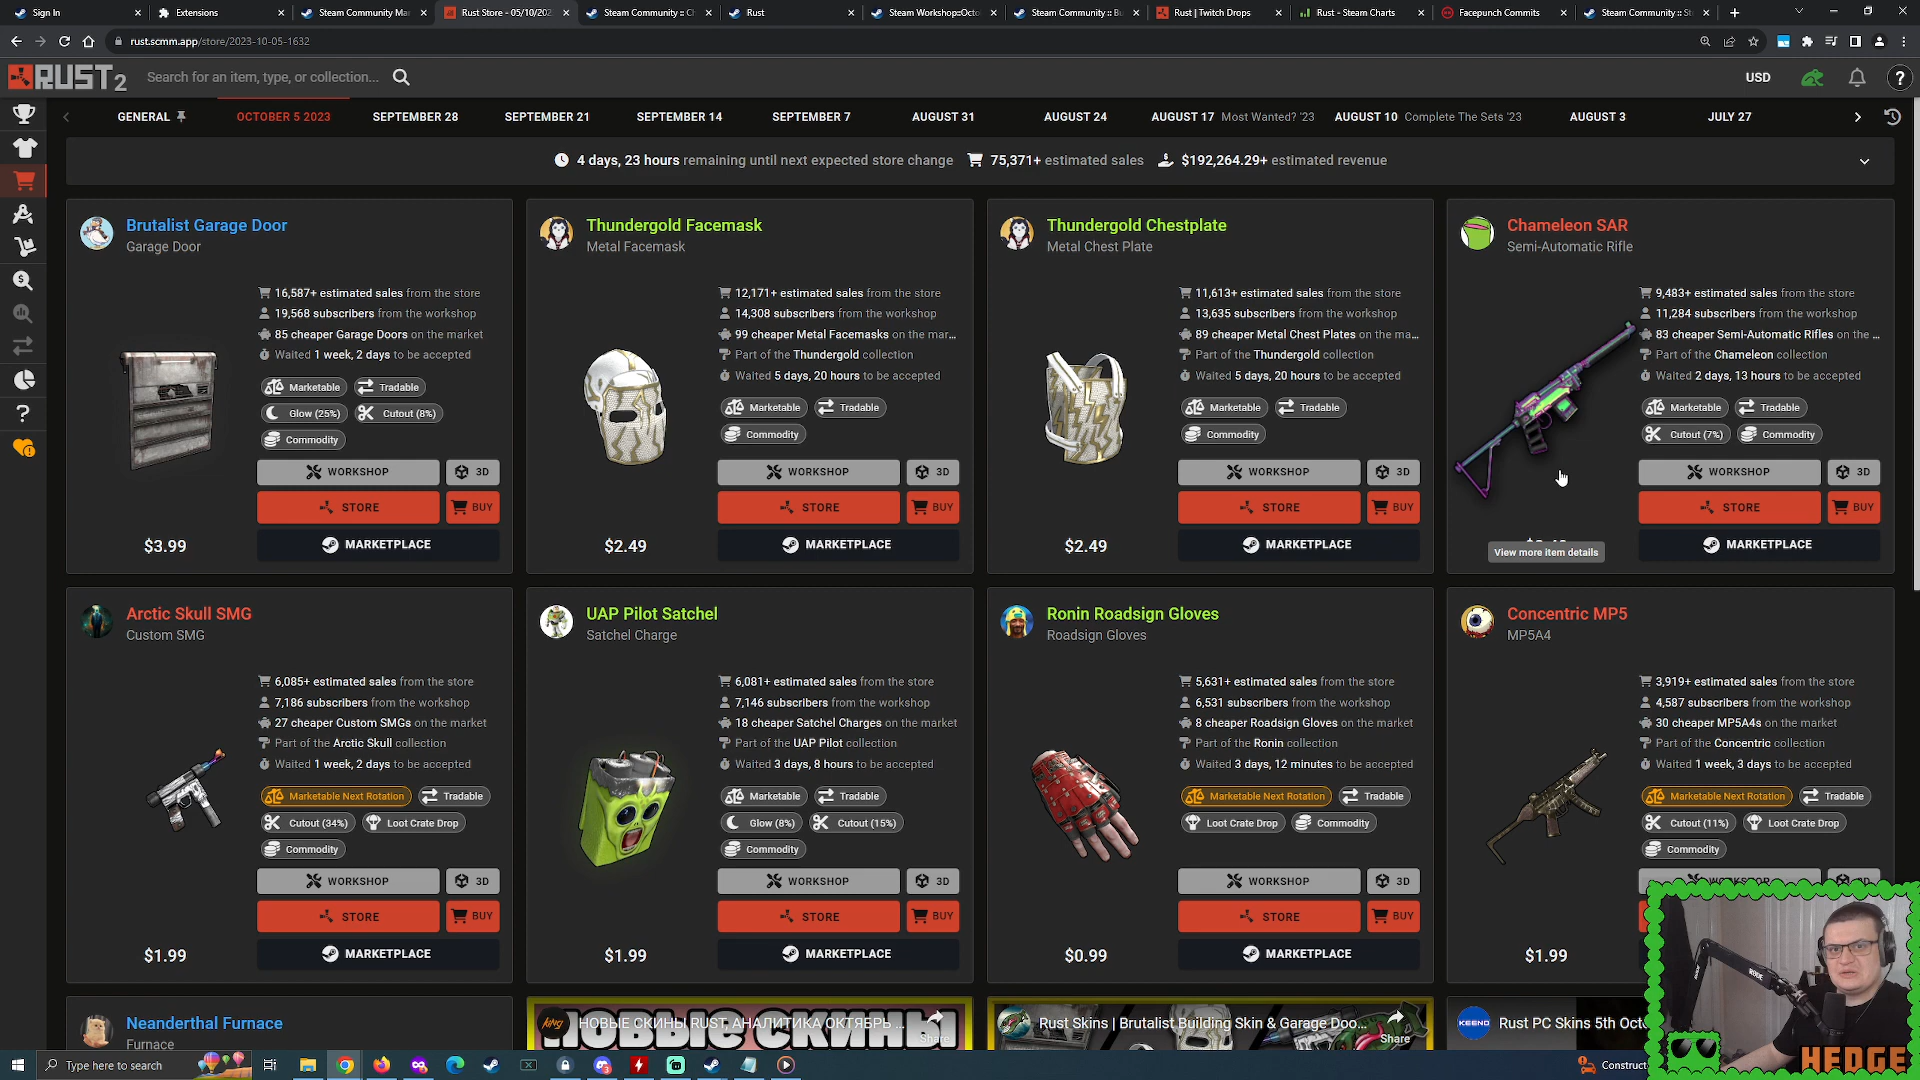 Sign In
Extensions
Steam Community Ma
Rust Store - 05/10/202
Steam Community :: C
Rust
Steam Workshop::Octo
Steam Community :: Bu
Rust | Twitch Drops
Rust - Steam Charts
Facepunch Commits
Steam Community :: St
rust.scmm.app/store/2023-10-05-1632
RUST 2
Search for an item, type, or collection...
USD
GENERAL
OCTOBER 5 2023
SEPTEMBER 28
SEPTEMBER 21
SEPTEMBER 14
SEPTEMBER 7
AUGUST 31
AUGUST 24
AUGUST 17 Most Wanted? '23
AUGUST 10 Complete The Sets '23
AUGUST 3
JULY 27
4 days, 23 hours remaining until next expected store change
75,371+ estimated sales
$192,264.29+ estimated revenue
Brutalist Garage Door
Garage Door
16,587+ estimated sales from the store
19,568 subscribers from the workshop
85 cheaper Garage Doors on the market
Waited 1 week, 2 days to be accepted
Marketable
Tradable
Glow (25%)
Cutout (8%)
Commodity
WORKSHOP
3D
STORE
BUY
$3.99
MARKETPLACE
Thundergold Facemask
Metal Facemask
12,171+ estimated sales from the store
14,308 subscribers from the workshop
99 cheaper Metal Facemasks on the mar...
Part of the Thundergold collection
Waited 5 days, 20 hours to be accepted
Marketable
Tradable
Commodity
WORKSHOP
3D
STORE
BUY
$2.49
MARKETPLACE
Thundergold Chestplate
Metal Chest Plate
11,613+ estimated sales from the store
13,635 subscribers from the workshop
89 cheaper Metal Chest Plates on the ma...
Part of the Thundergold collection
Waited 5 days, 20 hours to be accepted
Marketable
Tradable
Commodity
WORKSHOP
3D
STORE
BUY
$2.49
MARKETPLACE
Chameleon SAR
Semi-Automatic Rifle
9,483+ estimated sales from the store
11,284 subscribers from the workshop
83 cheaper Semi-Automatic Rifles on the ...
Part of the Chameleon collection
Waited 2 days, 13 hours to be accepted
Marketable
Tradable
Cutout (7%)
Commodity
WORKSHOP
3D
STORE
BUY
View more item details
MARKETPLACE
Arctic Skull SMG
Custom SMG
6,085+ estimated sales from the store
7,186 subscribers from the workshop
27 cheaper Custom SMGs on the market
Part of the Arctic Skull collection
Waited 1 week, 2 days to be accepted
Marketable Next Rotation
Tradable
Cutout (34%)
Loot Crate Drop
Commodity
WORKSHOP
3D
STORE
BUY
$1.99
MARKETPLACE
UAP Pilot Satchel
Satchel Charge
6,081+ estimated sales from the store
7,146 subscribers from the workshop
18 cheaper Satchel Charges on the market
Part of the UAP Pilot collection
Waited 3 days, 8 hours to be accepted
Marketable
Tradable
Glow (8%)
Cutout (15%)
Commodity
WORKSHOP
3D
STORE
BUY
$1.99
MARKETPLACE
Ronin Roadsign Gloves
Roadsign Gloves
5,631+ estimated sales from the store
6,531 subscribers from the workshop
8 cheaper Roadsign Gloves on the market
Part of the Ronin collection
Waited 3 days, 12 minutes to be accepted
Marketable Next Rotation
Tradable
Loot Crate Drop
Commodity
WORKSHOP
3D
STORE
BUY
$0.99
MARKETPLACE
Concentric MP5
MP5A4
3,919+ estimated sales from the store
4,587 subscribers from the workshop
30 cheaper MP5A4s on the market
Part of the Concentric collection
Waited 1 week, 3 days to be accepted
Marketable Next Rotation
Tradable
Cutout (11%)
Loot Crate Drop
Commodity
$1.99
Neanderthal Furnace
Furnace
НОВЫЕ СКИНЫ RUST, АНАЛИТИКА ОКТЯБРЬ ...
Share
Rust Skins | Brutalist Building Skin & Garage Doo...
Share
KEEND
Rust PC Skins 5th Oct
Type here to search
Construct
HEDGE